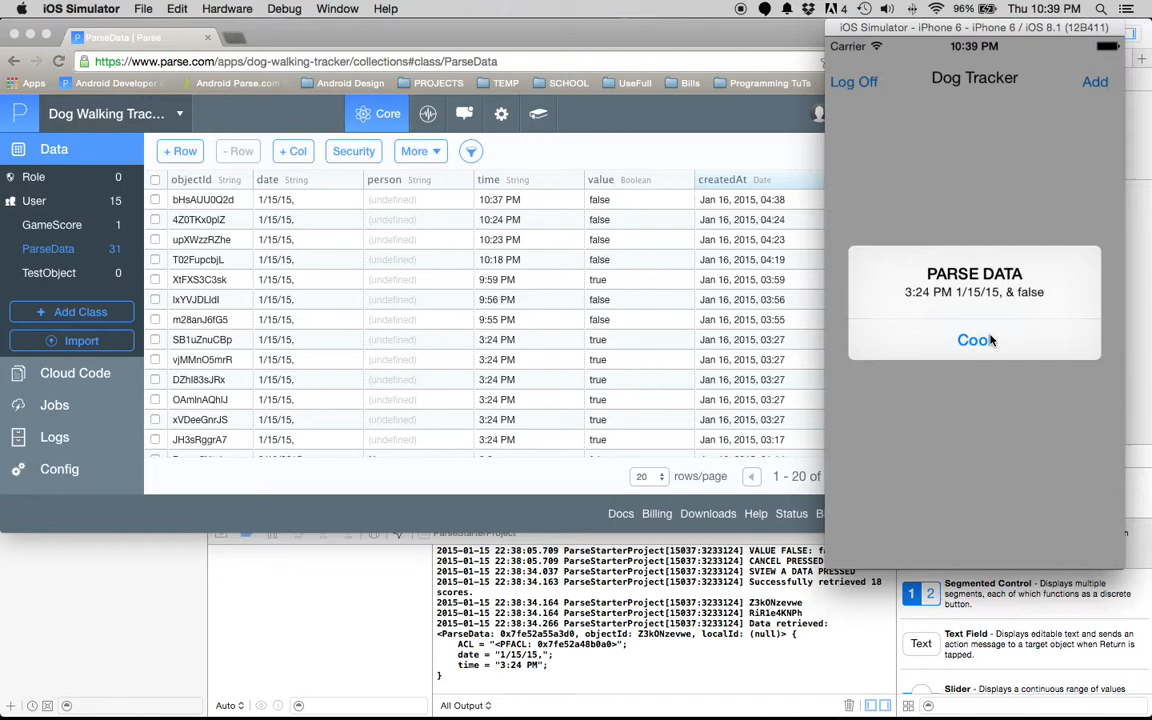 iOS Simulator File Edit Hardware Debug Window Help 4 96% Thu 10:39 PM
ParseData | Parse
iOS Simulator - iPhone 6 - iPhone 6 / iOS 8.1 (12B411)
https://www.parse.com/apps/dog-walking-tracker/collections#class/ParseData
Apps Android Developer Android Parse.com Android Design PROJECTS TEMP SCHOOL UseFull Bills Programming TuTs
Carrier 10:39 PM
Log Off Dog Tracker Add
P Dog Walking Trac... Core
Data
+ Row - Row + Col Security More
Role 0
User 15
GameScore 1
ParseData 31
TestObject 0
+ Add Class
Import
Cloud Code
Jobs
Logs
Config
objectId String date String person String time String value Boolean createdAt Date
bHsAUU0Q2d 1/15/15, (undefined) 10:37 PM false Jan 16, 2015, 04:38
4Z0TKx0pIZ 1/15/15, (undefined) 10:24 PM false Jan 16, 2015, 04:24
upXWzzRZhe 1/15/15, (undefined) 10:23 PM false Jan 16, 2015, 04:23
T02FupcbjL 1/15/15, (undefined) 10:18 PM false Jan 16, 2015, 04:19
XtFXS3C3sk 1/15/15, (undefined) 9:59 PM true Jan 16, 2015, 03:59
IxYVJDLIdI 1/15/15, (undefined) 9:56 PM false Jan 16, 2015, 03:56
m28anJ6fG5 1/15/15, (undefined) 9:55 PM false Jan 16, 2015, 03:55
SB1uZnuCBp 1/15/15, (undefined) 3:24 PM true Jan 16, 2015, 03:39
vjMMnO5mrR 1/15/15, (undefined) 3:24 PM true Jan 16, 2015, 03:38
DZhI83sJRx 1/15/15, (undefined) 3:24 PM true Jan 16, 2015, 03:27
OAmInAQhIJ 1/15/15, (undefined) 3:24 PM true Jan 16, 2015, 03:27
xVDeeGnrJS 1/15/15, (undefined) 3:24 PM true Jan 16, 2015, 03:27
JH3sRggrA7 1/15/15, (undefined) 3:24 PM true Jan 16, 2015, 03:17
20 rows/page 1 - 20 of
Docs Billing Downloads Help Status B
PARSE DATA
3:24 PM 1/15/15, & false
Cool
ParseStarterProject
2015-01-15 22:38:05.709 ParseStarterProject[15037:3233124] VALUE FALSE: f
2015-01-15 22:38:05.709 ParseStarterProject[15037:3233124] CANCEL PRESSED
2015-01-15 22:38:34.037 ParseStarterProject[15037:3233124] SVIEW A DATA PRESSED
2015-01-15 22:38:34.163 ParseStarterProject[15037:3233124] Successfully retrieved 18
scores.
2015-01-15 22:38:34.164 ParseStarterProject[15037:3233124] Z3kONzevwe
2015-01-15 22:38:34.164 ParseStarterProject[15037:3233124] RiR1e4KNPh
2015-01-15 22:38:34.266 ParseStarterProject[15037:3233124] Data retrieved:
<ParseData: 0x7fe52a55a3d0, objectId: Z3kONzevwe, localId: (null)> {
ACL = "<PFACL: 0x7fe52a48b0a0>";
date = "1/15/15,";
time = "3:24 PM";
}
Auto All Output
1 2 Segmented Control - Displays multiple
segments, each of which functions as a discrete
button.
Text Text Field - Displays editable text and sends an
action message to a target object when Return is
tapped.
Slider - Displays a continuous range of values